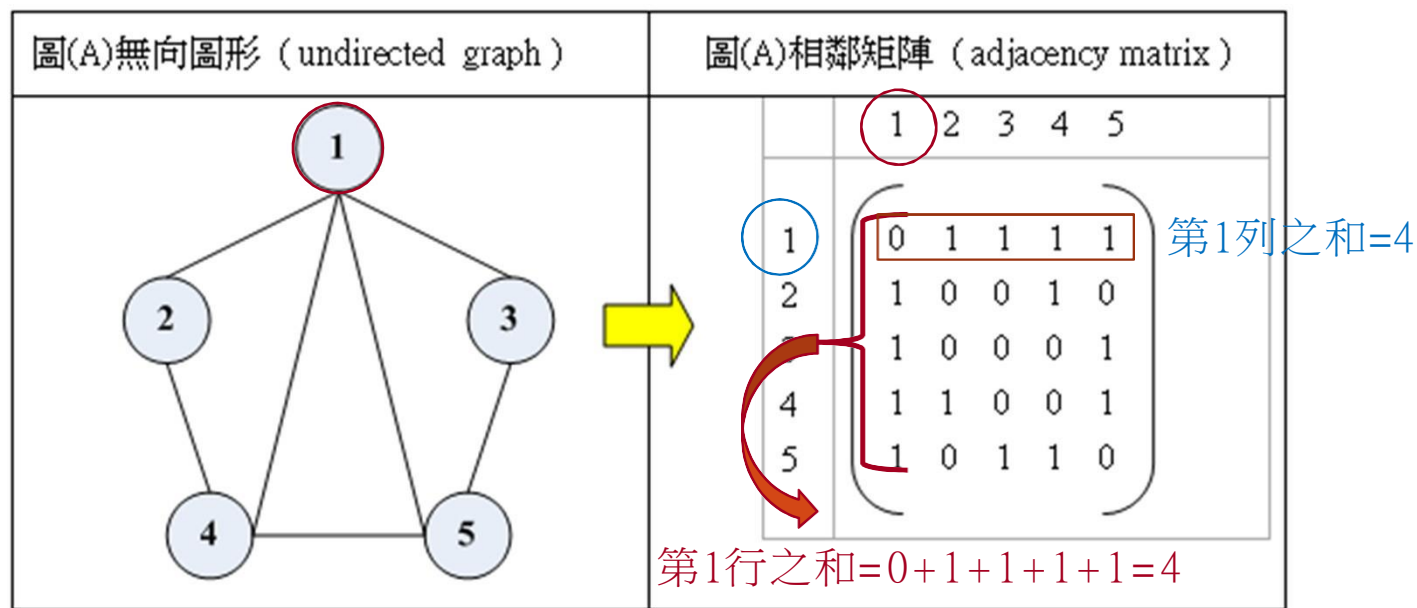 圖(A)無向圖形（undirected graph）
圖(A)相鄰矩陣（adjacency matrix）
1
2
3
4
5
1 2 3 4 5
1 0 1 1 1 1 第1列之和=4
2 1 0 0 1 0
3 1 0 0 0 1
4 1 1 0 0 1
5 1 0 1 1 0
第1行之和=0+1+1+1+1=4